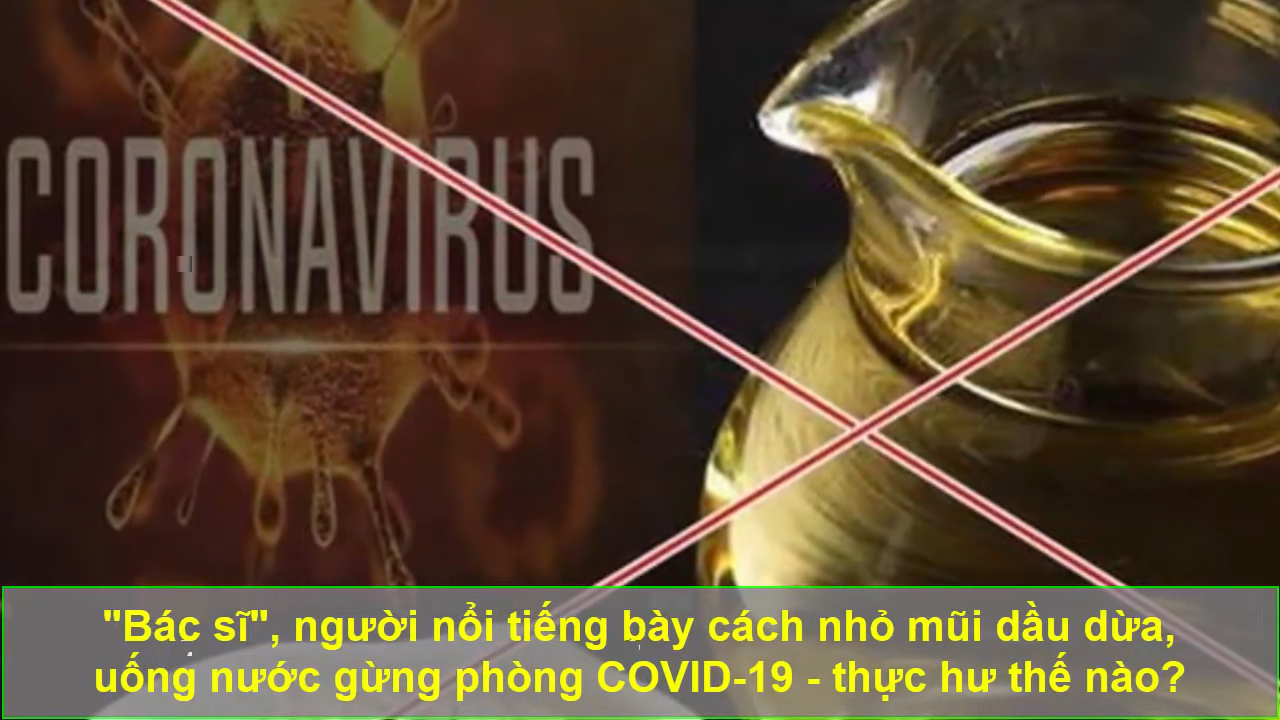 CORONAVIRUS
"Bác sĩ", người nổi tiếng bày cách nhỏ mũi dầu dừa,
uống nước gừng phòng COVID-19 - thực hư thế nào?